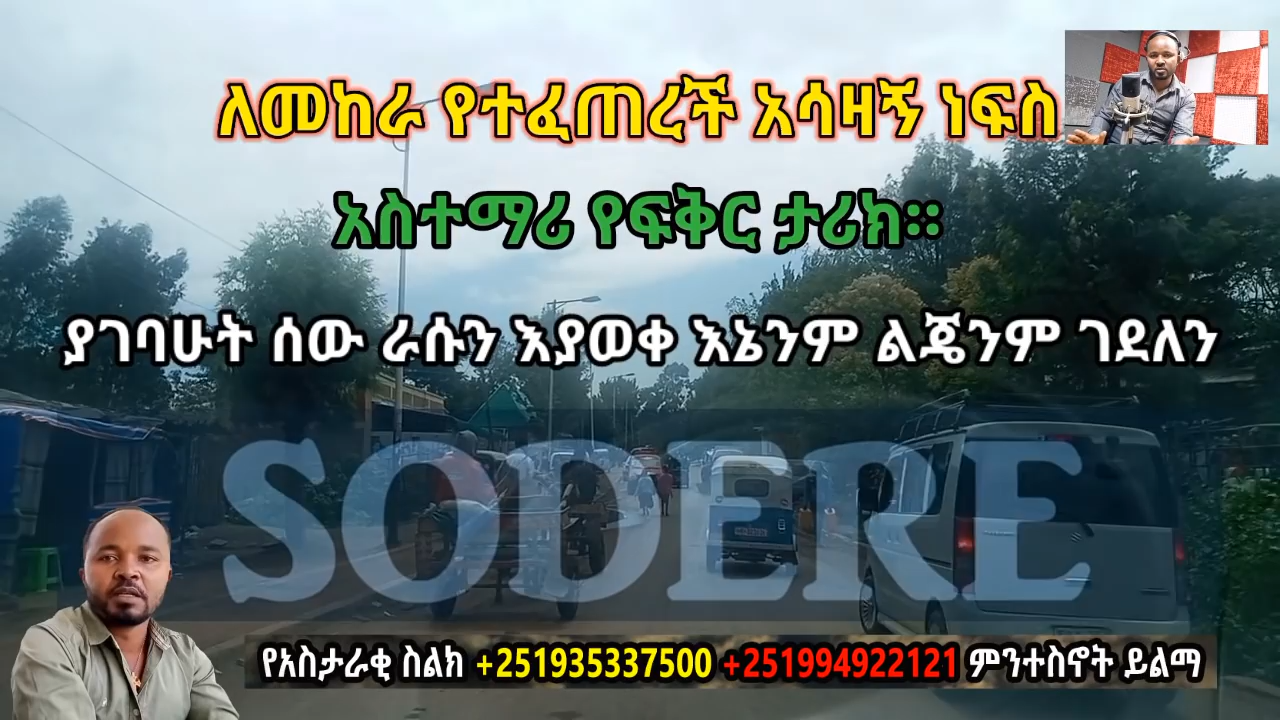 ለመከራ የተፈጠረች አሳዛኝ ነፍስ
አስተማሪ የፍቅር ታሪክ።
ያገባሁት ሰው ራሱን እያወቀ እኔንም ልጄንም ገደለን
SODERE
የአስታራቂ ስልክ +251935337500 +251994922121 ምንተስኖት ይልማ